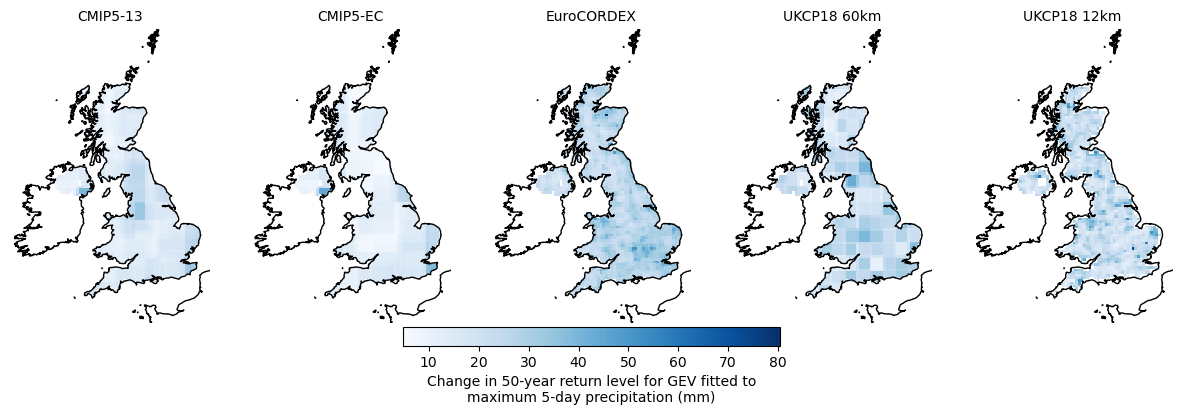 CMIP5-13
CMIP5-EC
EuroCORDEX
UKCP18 60km
UKCP18 12km
10 20 30 40 50 60 70 80
Change in 50-year return level for GEV fitted to
maximum 5-day precipitation (mm)